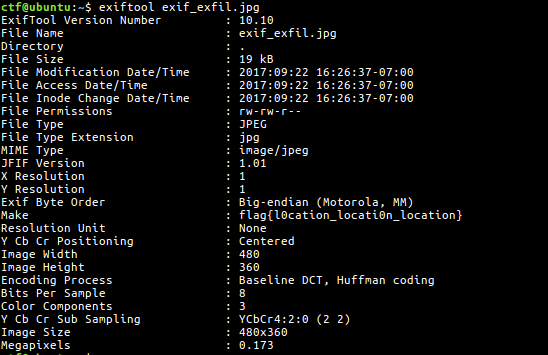 ctf@ubuntu:~$ exiftool exif_exfil.jpg
ExifTool Version Number : 10.10
File Name : exif_exfil.jpg
Directory : .
File Size : 19 kB
File Modification Date/Time : 2017:09:22 16:26:37-07:00
File Access Date/Time : 2017:09:22 16:26:37-07:00
File Inode Change Date/Time : 2017:09:22 16:26:37-07:00
File Permissions : rw-rw-r--
File Type : JPEG
File Type Extension : jpg
MIME Type : image/jpeg
JFIF Version : 1.01
X Resolution : 1
Y Resolution : 1
Exif Byte Order : Big-endian (Motorola, MM)
Make : flag{l0cation_locati0n_location}
Resolution Unit : None
Y Cb Cr Positioning : Centered
Image Width : 480
Image Height : 360
Encoding Process : Baseline DCT, Huffman coding
Bits Per Sample : 8
Color Components : 3
Y Cb Cr Sub Sampling : YCbCr4:2:0 (2 2)
Image Size : 480x360
Megapixels : 0.173